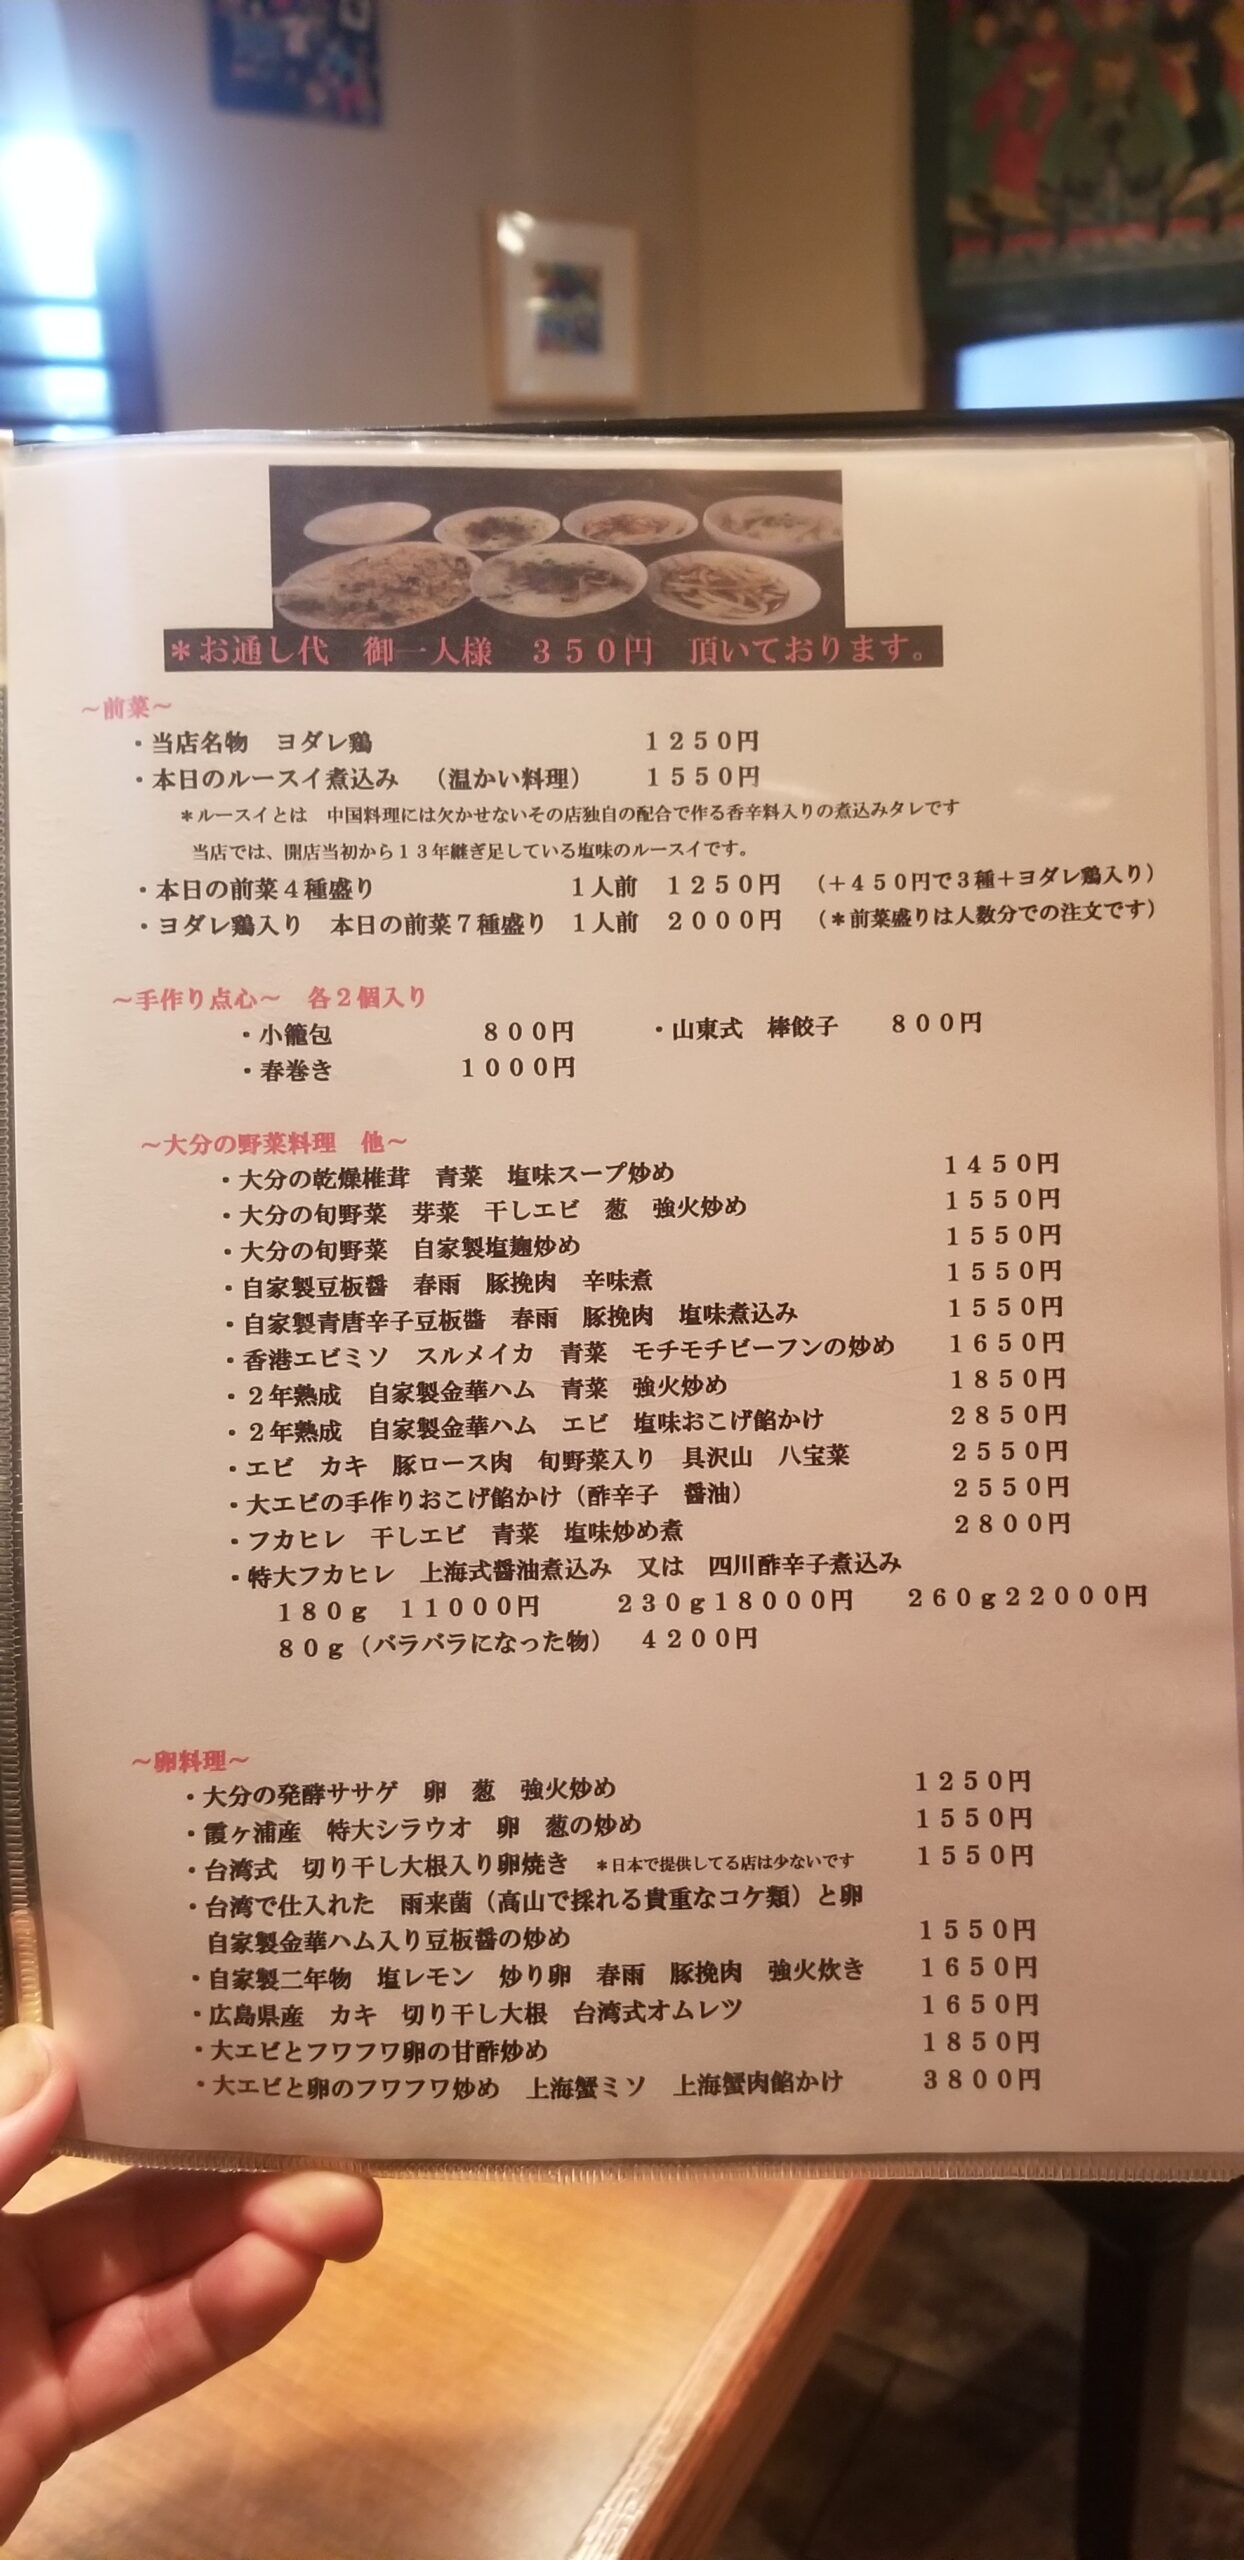 ＊お通し代　御一人様　３５０円　頂いております。
～前菜～
・当店名物　ヨダレ鶏　１２５０円
・本日のルースイ煮込み　（温かい料理）　１５５０円
＊ルースイとは　中国料理には欠かせないその店独自の配合で作る香辛料入りの煮込みタレです
当店では、開店当初から１３年継ぎ足している塩味のルースイです。
・本日の前菜４種盛り　１人前　１２５０円　（＋４５０円で３種＋ヨダレ鶏入り）
・ヨダレ鶏入り　本日の前菜７種盛り　１人前　２０００円　（＊前菜盛りは人数分での注文です）
～手作り点心～　各２個入り
・小籠包　８００円　・山東式　棒餃子　８００円
・春巻き　１０００円
～大分の野菜料理　他～
・大分の乾燥椎茸　青菜　塩味スープ炒め　１４５０円
・大分の旬野菜　芽菜　干しエビ　葱　強火炒め　１５５０円
・大分の旬野菜　自家製塩麹炒め　１５５０円
・自家製豆板醤　春雨　豚挽肉　辛味煮　１５５０円
・自家製青唐辛子豆板醬　春雨　豚挽肉　塩味煮込み　１５５０円
・香港エビミソ　スルメイカ　青菜　モチモチビーフンの炒め　１６５０円
・２年熟成　自家製金華ハム　青菜　強火炒め　１８５０円
・２年熟成　自家製金華ハム　エビ　塩味おこげ餡かけ　２８５０円
・エビ　カキ　豚ロース肉　旬野菜入り　具沢山　八宝菜　２５５０円
・大エビの手作りおこげ餡かけ（酢辛子　醤油）　２５５０円
・フカヒレ　干しエビ　青菜　塩味炒め煮　２８００円
・特大フカヒレ　上海式醤油煮込み　又は　四川酢辛子煮込み
１８０ｇ　１１０００円　２３０ｇ１８０００円　２６０ｇ２２０００円
８０ｇ（バラバラになった物）　４２００円
～卵料理～
・大分の発酵ササゲ　卵　葱　強火炒め　１２５０円
・霞ヶ浦産　特大シラウオ　卵　葱の炒め　１５５０円
・台湾式　切り干し大根入り卵焼き　＊日本で提供してる店は少ないです　１５５０円
・台湾で仕入れた　雨来菌（高山で採れる貴重なコケ類）と卵
自家製金華ハム入り豆板醤の炒め　１５５０円
・自家製二年物　塩レモン　炒り卵　春雨　豚挽肉　強火炊き　１６５０円
・広島県産　カキ　切り干し大根　台湾式オムレツ　１６５０円
・大エビとフワフワ卵の甘酢炒め　１８５０円
・大エビと卵のフワフワ炒め　上海蟹ミソ　上海蟹肉餡かけ　３８００円